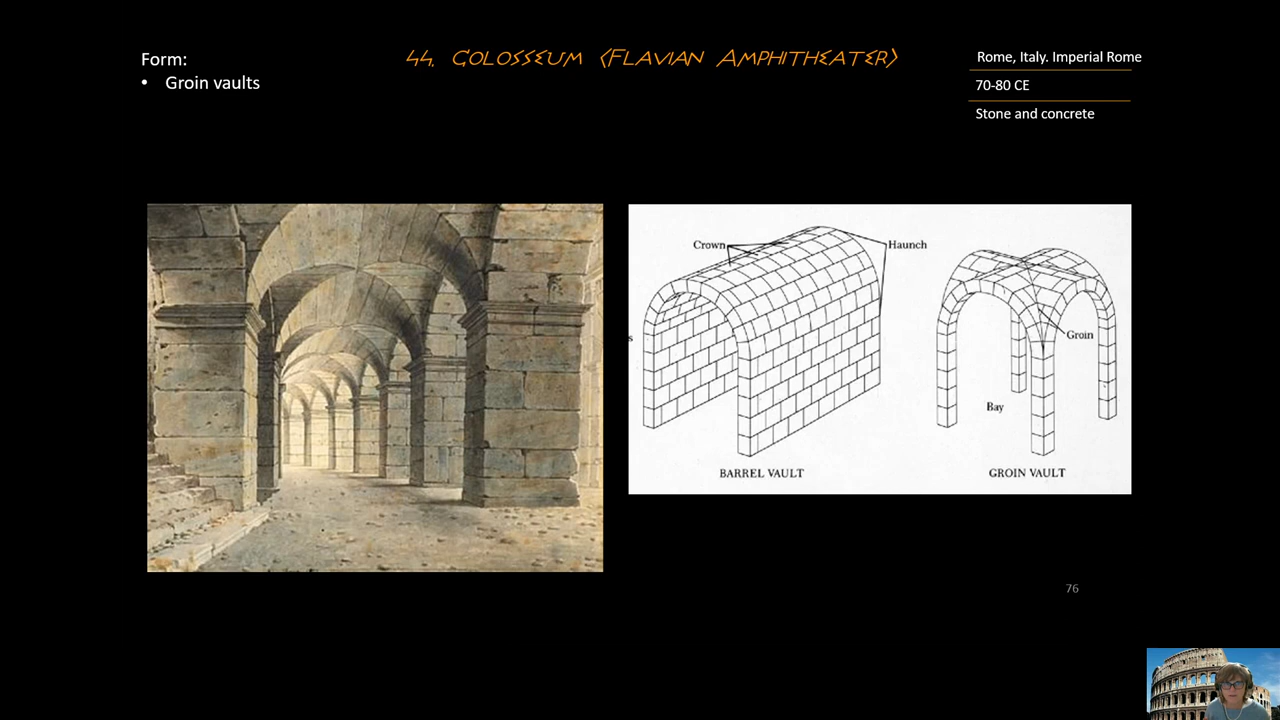 Form:
• Groin vaults
44. Colosseum (Flavian Amphitheater)
Rome, Italy. Imperial Rome
70-80 CE
Stone and concrete
Crown
Haunch
s
Groin
Bay
BARREL VAULT
GROIN VAULT
76